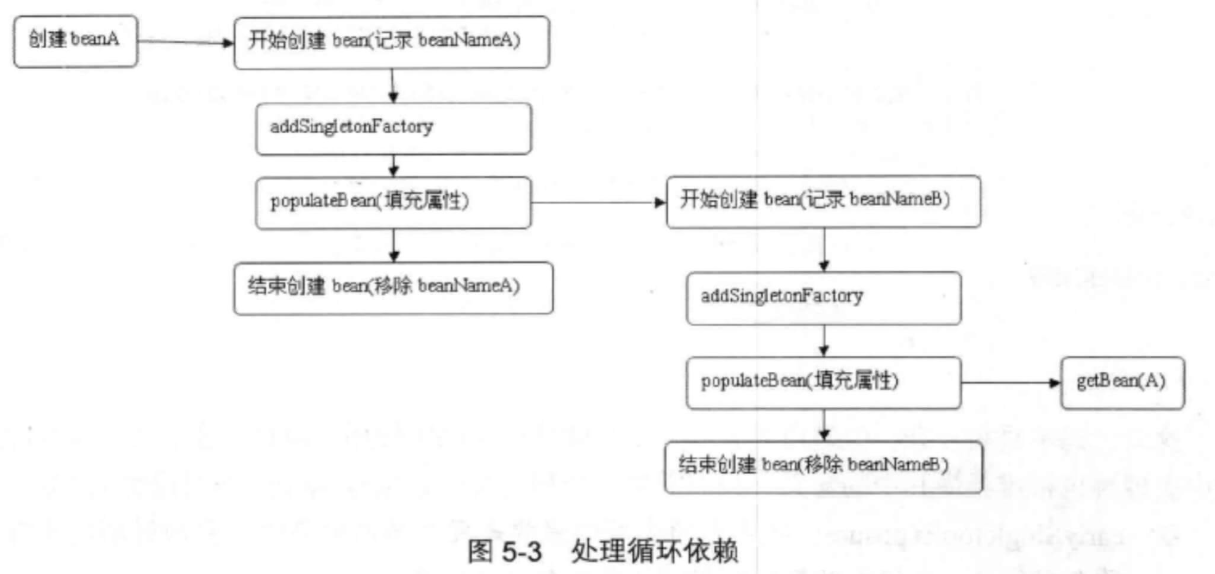 创建 beanA
开始创建 bean(记录 beanNameA)
addSingletonFactory
populateBean(填充属性)
结束创建 bean(移除 beanNameA)
开始创建 bean(记录 beanNameB)
addSingletonFactory
populateBean(填充属性)
getBean(A)
结束创建 bean(移除 beanNameB)
图 5-3 处理循环依赖